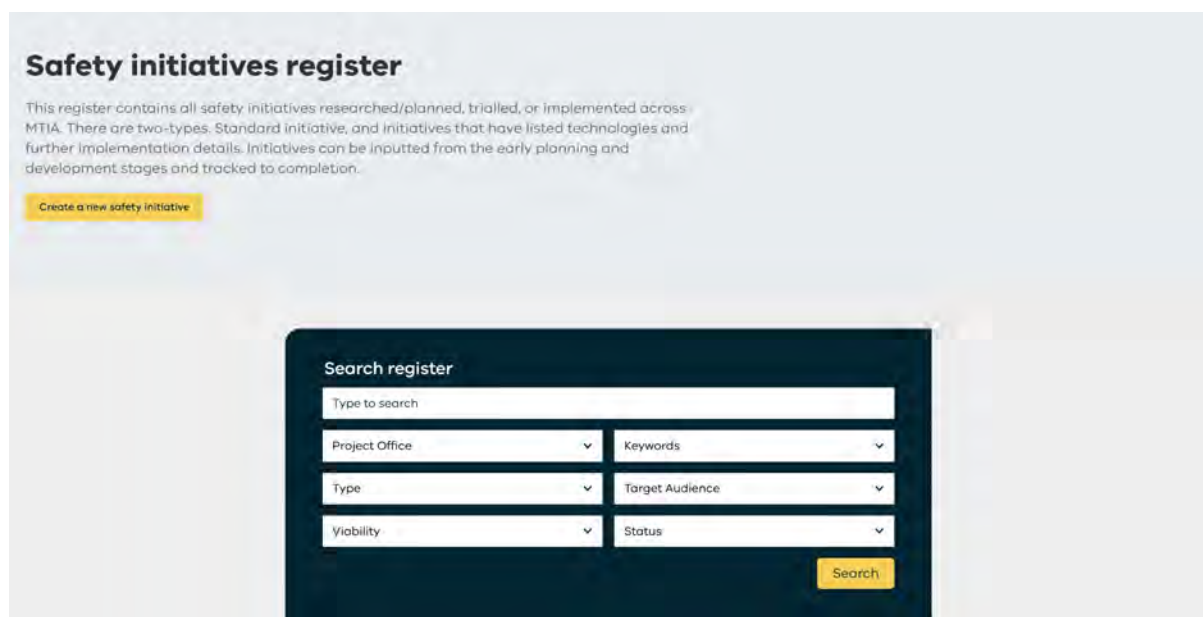 Safety initiatives register
This register contains all safety initiatives researched/planned, trialled, or implemented across
MTIA. There are two-types. Standard initiative, and initiatives that have listed technologies and
further implementation details. Initiatives can be inputted from the early planning and
development stages and tracked to completion.
Create a new safety initiative
Search register
Type to search
Project Office
Keywords
Type
Target Audience
Viability
Status
Search